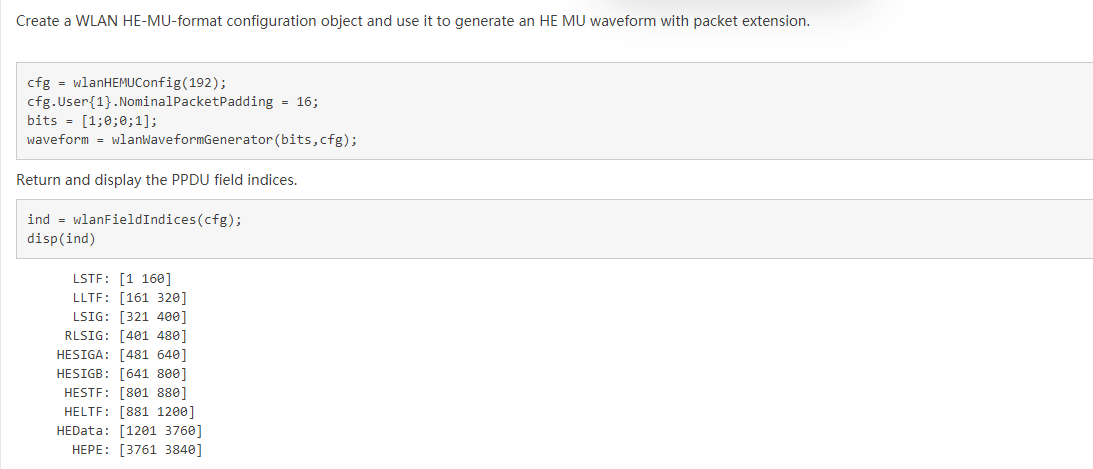 Create a WLAN HE-MU-format configuration object and use it to generate an HE MU waveform with packet extension.
cfg = wlanHEMUConfig(192);
cfg.User{1}.NominalPacketPadding = 16;
bits = [1;0;0;1];
waveform = wlanWaveformGenerator(bits,cfg);
Return and display the PPDU field indices.
ind = wlanFieldIndices(cfg);
disp(ind)
LSTF: [1 160]
LLTF: [161 320]
LSIG: [321 400]
RLSIG: [401 480]
HESIGA: [481 640]
HESIGB: [641 800]
HESTF: [801 880]
HELTF: [881 1200]
HEData: [1201 3760]
HEPE: [3761 3840]